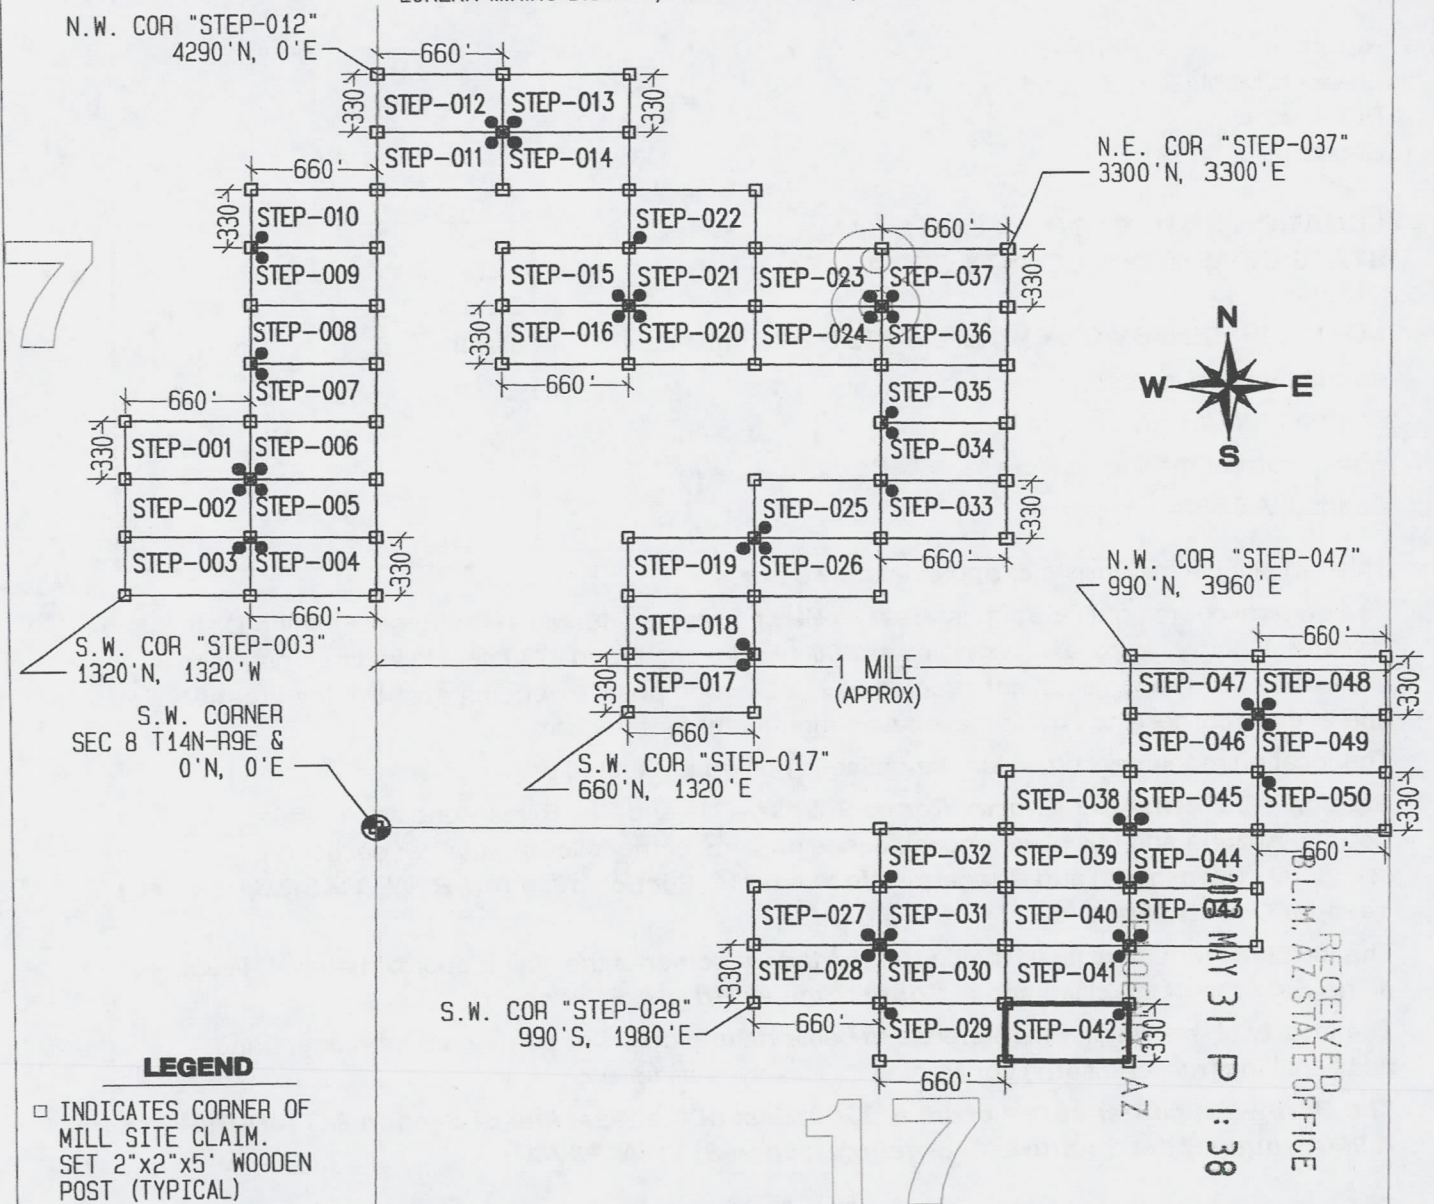 N.W. COR "STEP-012"
4290'N, 0'E
660'
330'
STEP-012
STEP-013
330'
STEP-011
STEP-014
N.E. COR "STEP-037"
3300'N, 3300'E
660'
330'
STEP-010
STEP-022
660'
7
STEP-009
STEP-015
STEP-021
STEP-023
STEP-037
330'
STEP-008
330'
STEP-016
STEP-020
STEP-024
STEP-036
N
W
E
S
STEP-007
660'
STEP-035
660'
330'
STEP-001
STEP-006
STEP-034
STEP-002
STEP-005
STEP-025
STEP-033
330'
STEP-003
STEP-004
330'
STEP-019
STEP-026
660'
N.W. COR "STEP-047"
990'N, 3960'E
660'
S.W. COR "STEP-003"
1320'N, 1320'W
STEP-018
660'
1 MILE
(APPROX)
330'
STEP-017
STEP-047
STEP-048
330'
S.W. CORNER
SEC 8 T14N-R9E &
0'N, 0'E
660'
S.W. COR "STEP-017"
660'N, 1320'E
STEP-046
STEP-049
STEP-038
STEP-045
STEP-050
330'
660'
STEP-032
STEP-039
STEP-044
STEP-027
STEP-031
STEP-040
STEP-043
330'
STEP-028
STEP-030
STEP-041
S.W. COR "STEP-028"
990'S, 1980'E
660'
STEP-029
STEP-042
330'
660'
17
RECEIVED
B.L.M. AZ STATE OFFICE
MAY 31 P 1:38
AZ
LEGEND
□ INDICATES CORNER OF
MILL SITE CLAIM.
SET 2"x2"x5' WOODEN
POST (TYPICAL)